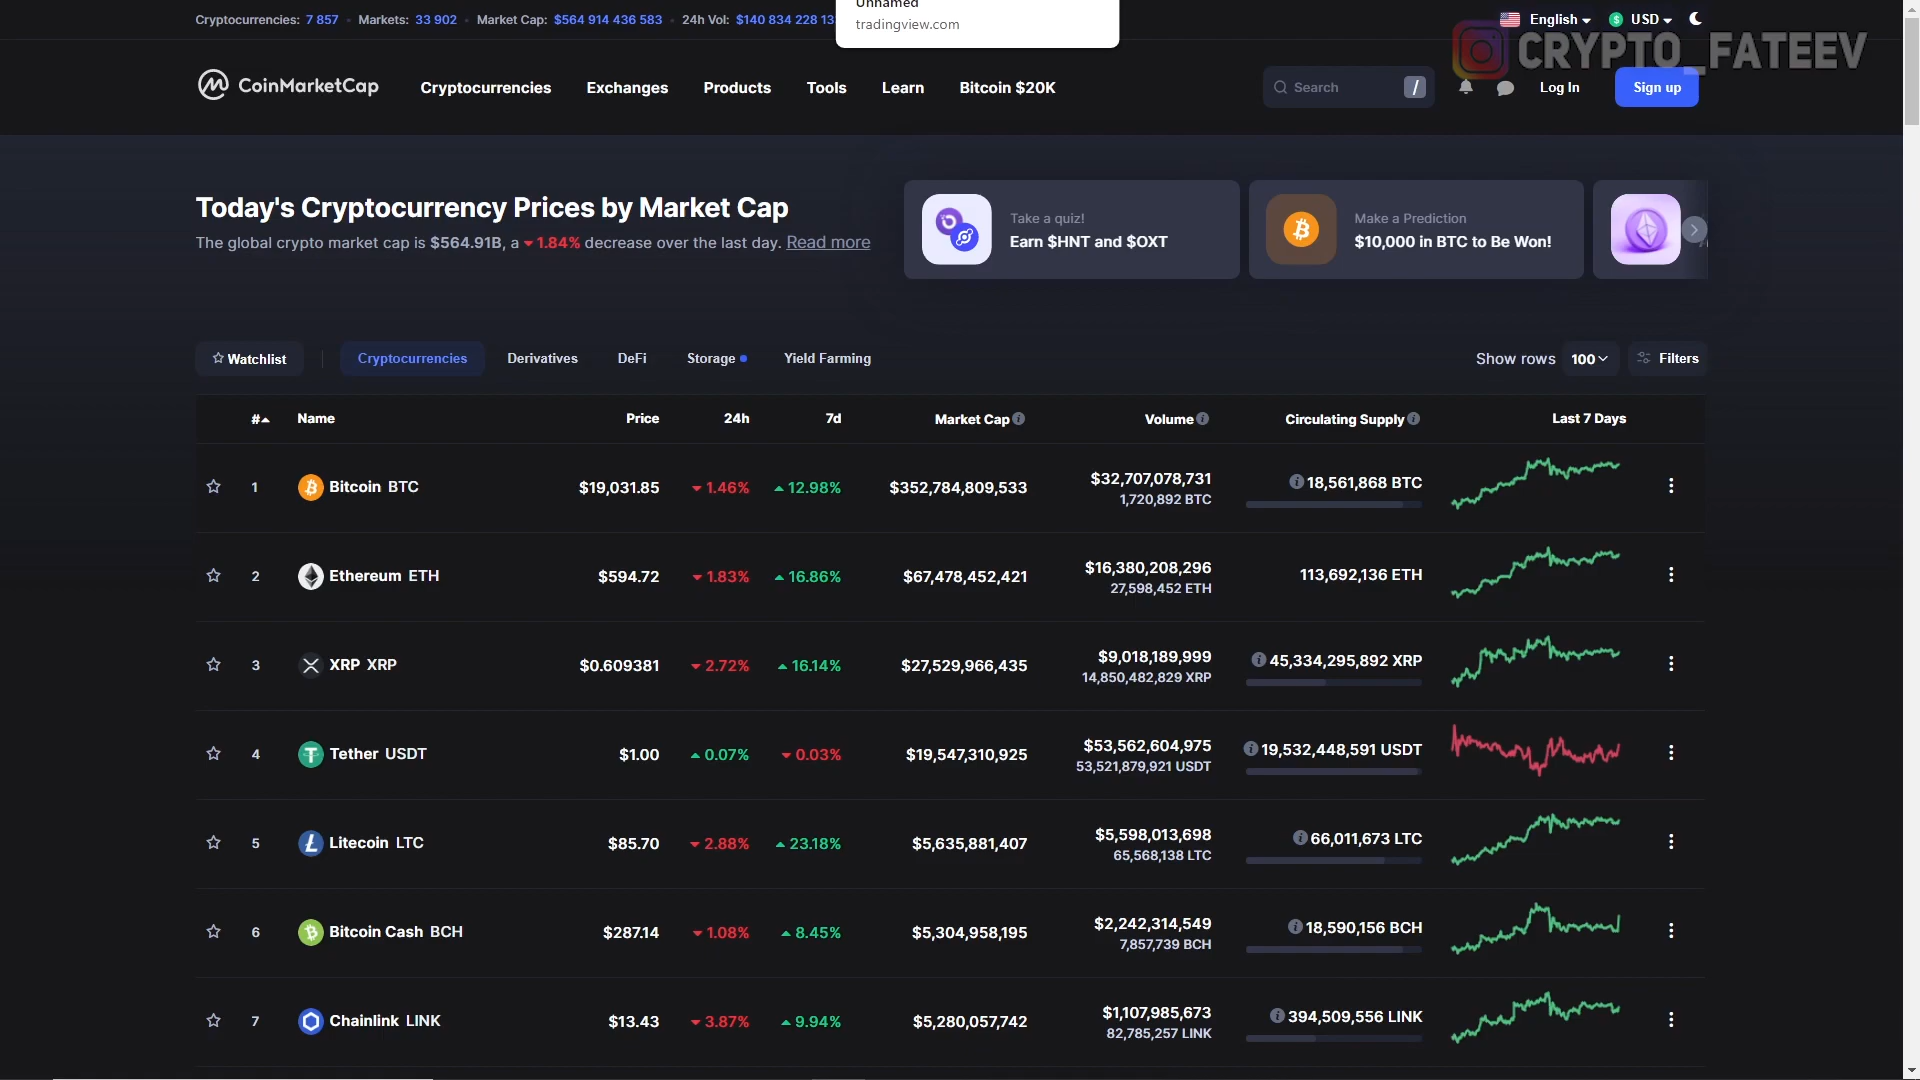 Cryptocurrencies: 7 857 Markets: 33 902 Market Cap: $564 914 436 583 24h Vol: $140 834 228 13
Unnamed
tradingview.com
English USD
CRYPTO_FATEEV
CoinMarketCap Cryptocurrencies Exchanges Products Tools Learn Bitcoin $20K Search / Log In Sign up
Today's Cryptocurrency Prices by Market Cap
The global crypto market cap is $564.91B, a 1.84% decrease over the last day. Read more
Take a quiz!
Earn $HNT and $OXT
Make a Prediction
$10,000 in BTC to Be Won!
Watchlist Cryptocurrencies Derivatives DeFi Storage Yield Farming Show rows 100 Filters
# Name Price 24h 7d Market Cap Volume Circulating Supply Last 7 Days
1 Bitcoin BTC $19,031.85 1.46% 12.98% $352,784,809,533 $32,707,078,731 18,561,868 BTC
1,720,892 BTC
2 Ethereum ETH $594.72 1.83% 16.86% $67,478,452,421 $16,380,208,296 113,692,136 ETH
27,598,452 ETH
3 XRP XRP $0.609381 2.72% 16.14% $27,529,966,435 $9,018,189,999 45,334,295,892 XRP
14,850,482,829 XRP
4 Tether USDT $1.00 0.07% 0.03% $19,547,310,925 $53,562,604,975 19,532,448,591 USDT
53,521,879,921 USDT
5 Litecoin LTC $85.70 2.88% 23.18% $5,635,881,407 $5,598,013,698 66,011,673 LTC
65,568,138 LTC
6 Bitcoin Cash BCH $287.14 1.08% 8.45% $5,304,958,195 $2,242,314,549 18,590,156 BCH
7,857,739 BCH
7 Chainlink LINK $13.43 3.87% 9.94% $5,280,057,742 $1,107,985,673 394,509,556 LINK
82,785,257 LINK